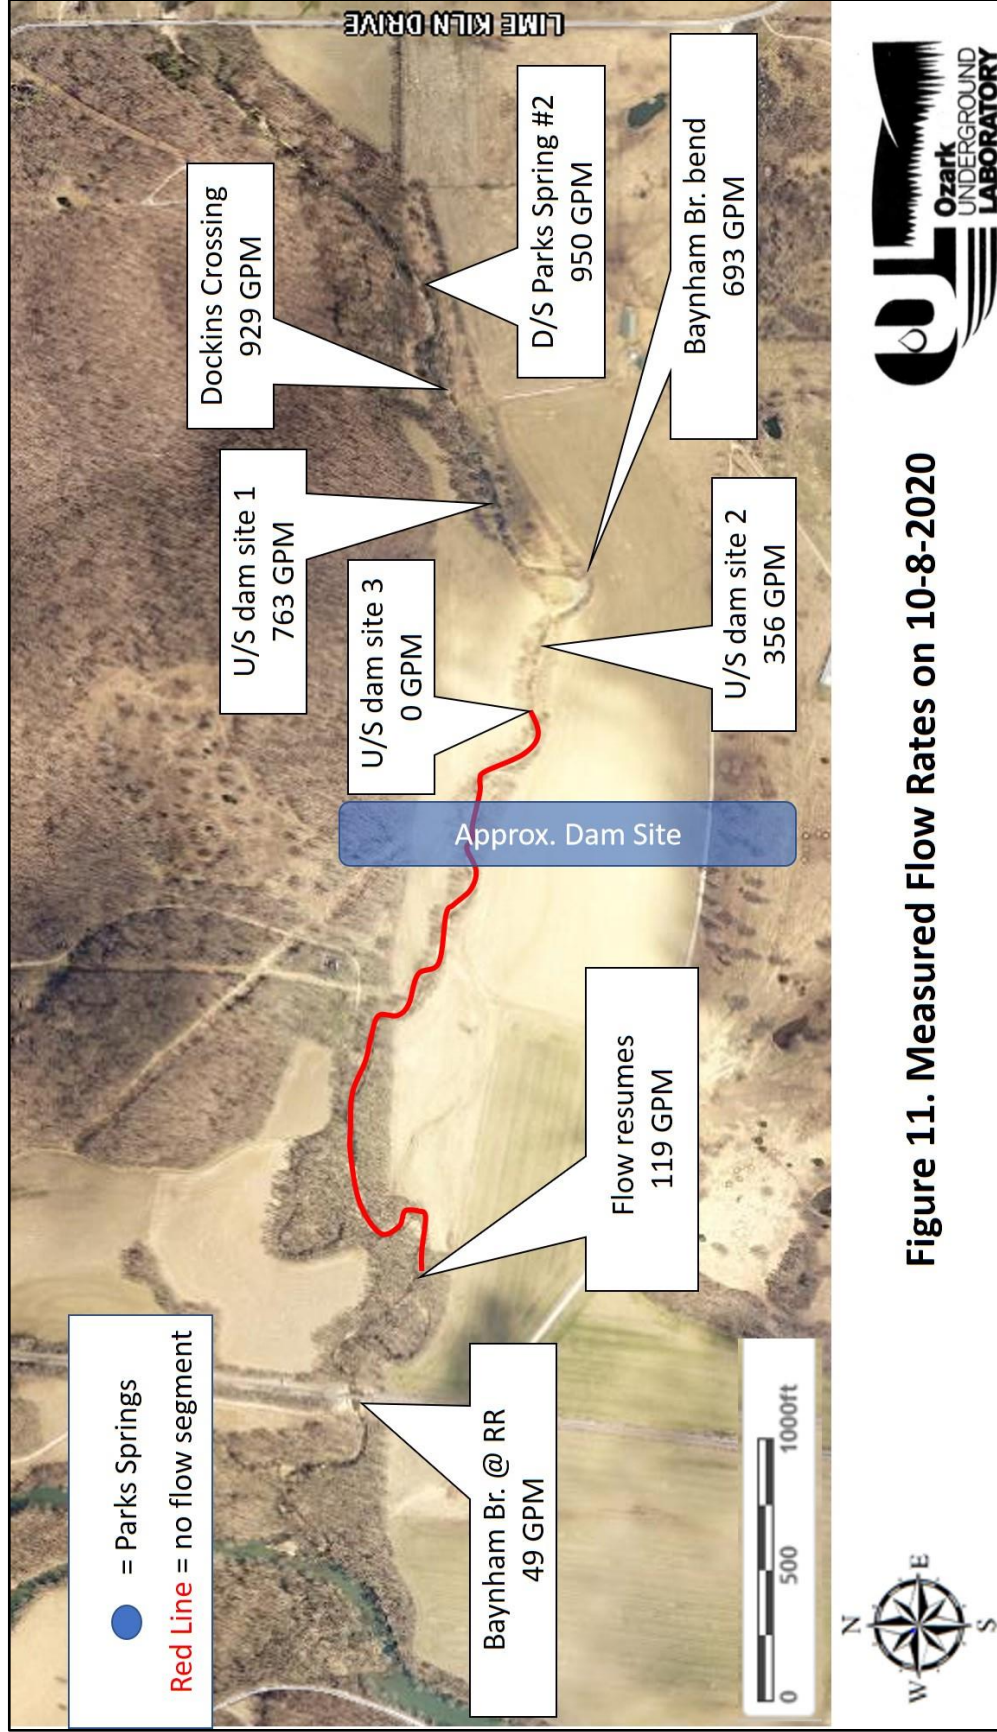 LIME KILN DRIVE
Dockins Crossing
929 GPM
D/S Parks Spring #2
950 GPM
U/S dam site 1
763 GPM
Baynham Br. bend
693 GPM
U/S dam site 3
0 GPM
U/S dam site 2
356 GPM
Approx. Dam Site
Flow resumes
119 GPM
Baynham Br. @ RR
49 GPM
= Parks Springs
Red Line = no flow segment
0 500 1000ft
N
W E
S
Figure 11. Measured Flow Rates on 10-8-2020
OUL
Ozark
UNDERGROUND
LABORATORY